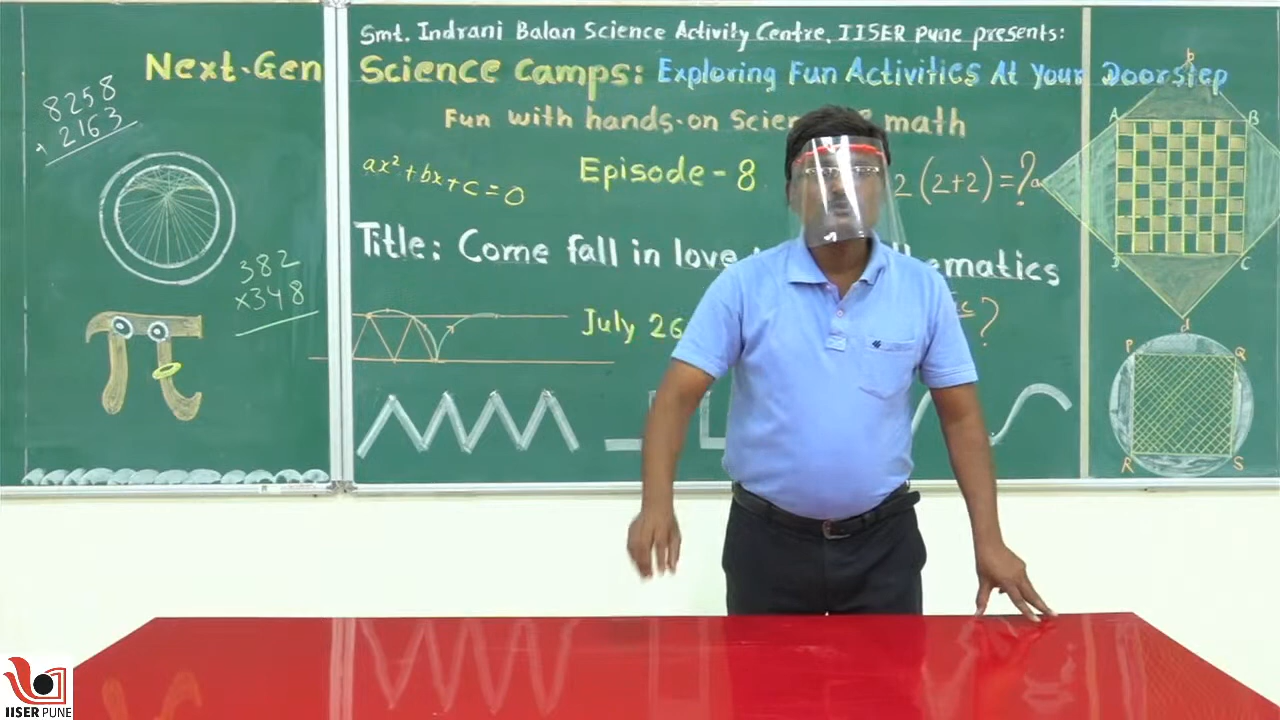 Smt. Indrani Balan Science Activity Centre, IISER Pune presents:
Next-Gen Science Camps: Exploring Fun Activities At Your Doorstep
Fun with hands-on math
8258
2163
ax²+bx+c=0
Episode - 8
2(2+2)=?
Title: Come fall in love
382
×348
July 26
?
π
A
B
C
d
P
Q
R
S
IISER PUNE